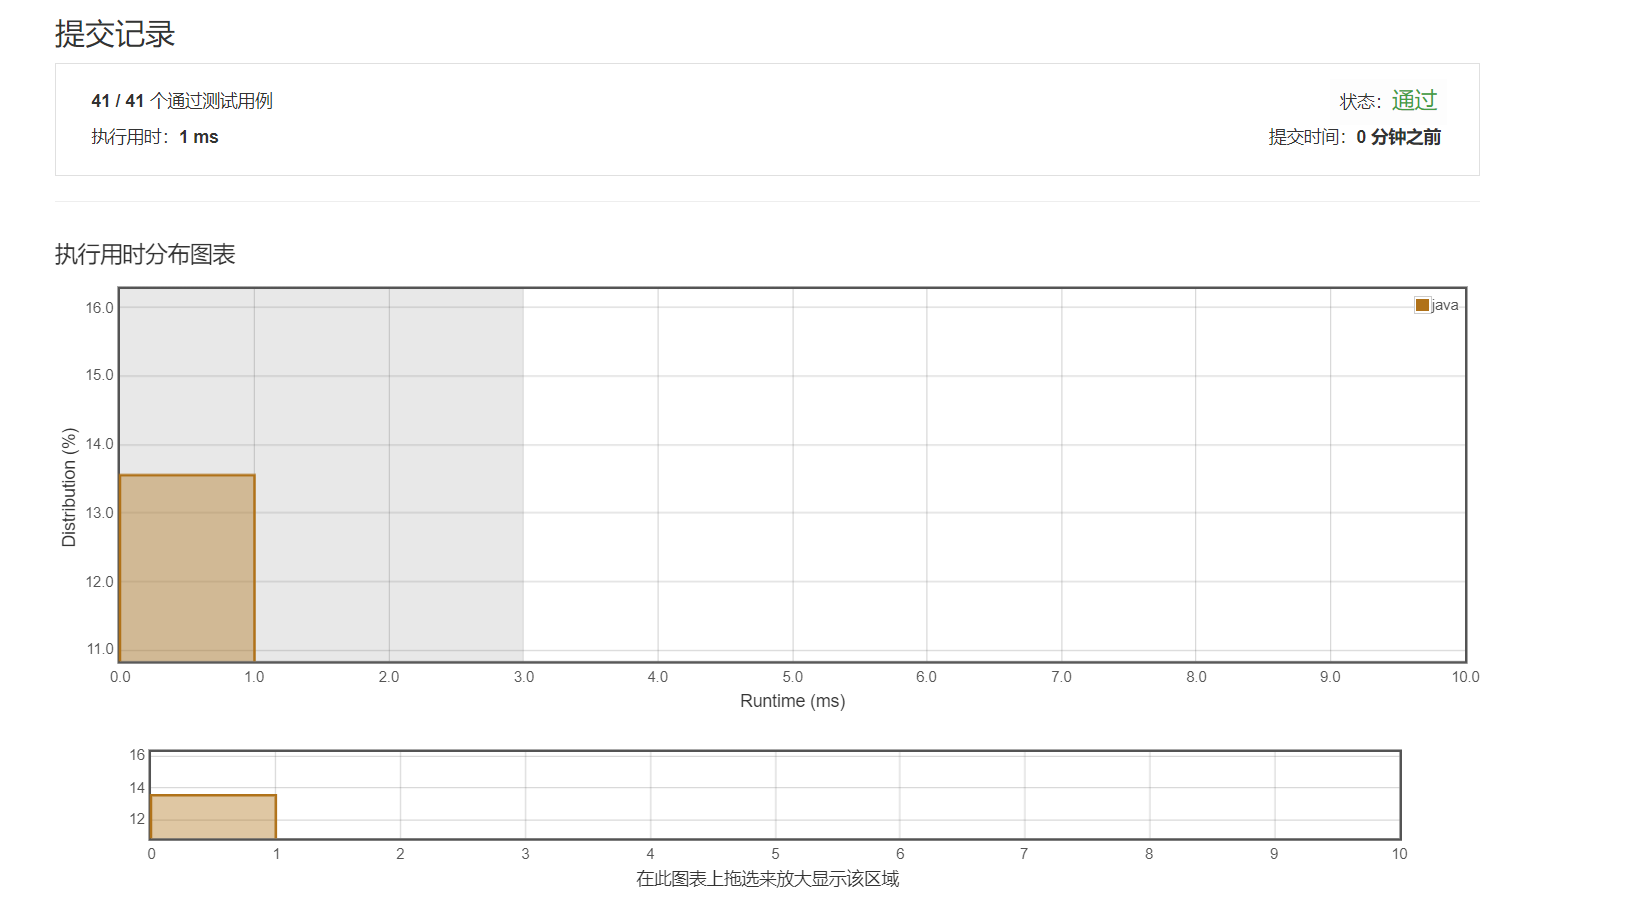 提交记录
41 / 41 个通过测试用例
状态：通过
执行用时：1 ms
提交时间：0 分钟之前
执行用时分布图表
java
16.0
15.0
14.0
13.0
12.0
11.0
Distribution (%)
0.0 1.0 2.0 3.0 4.0 5.0 6.0 7.0 8.0 9.0 10.0
Runtime (ms)
16
14
12
0 1 2 3 4 5 6 7 8 9 10
在此图表上拖选来放大显示该区域